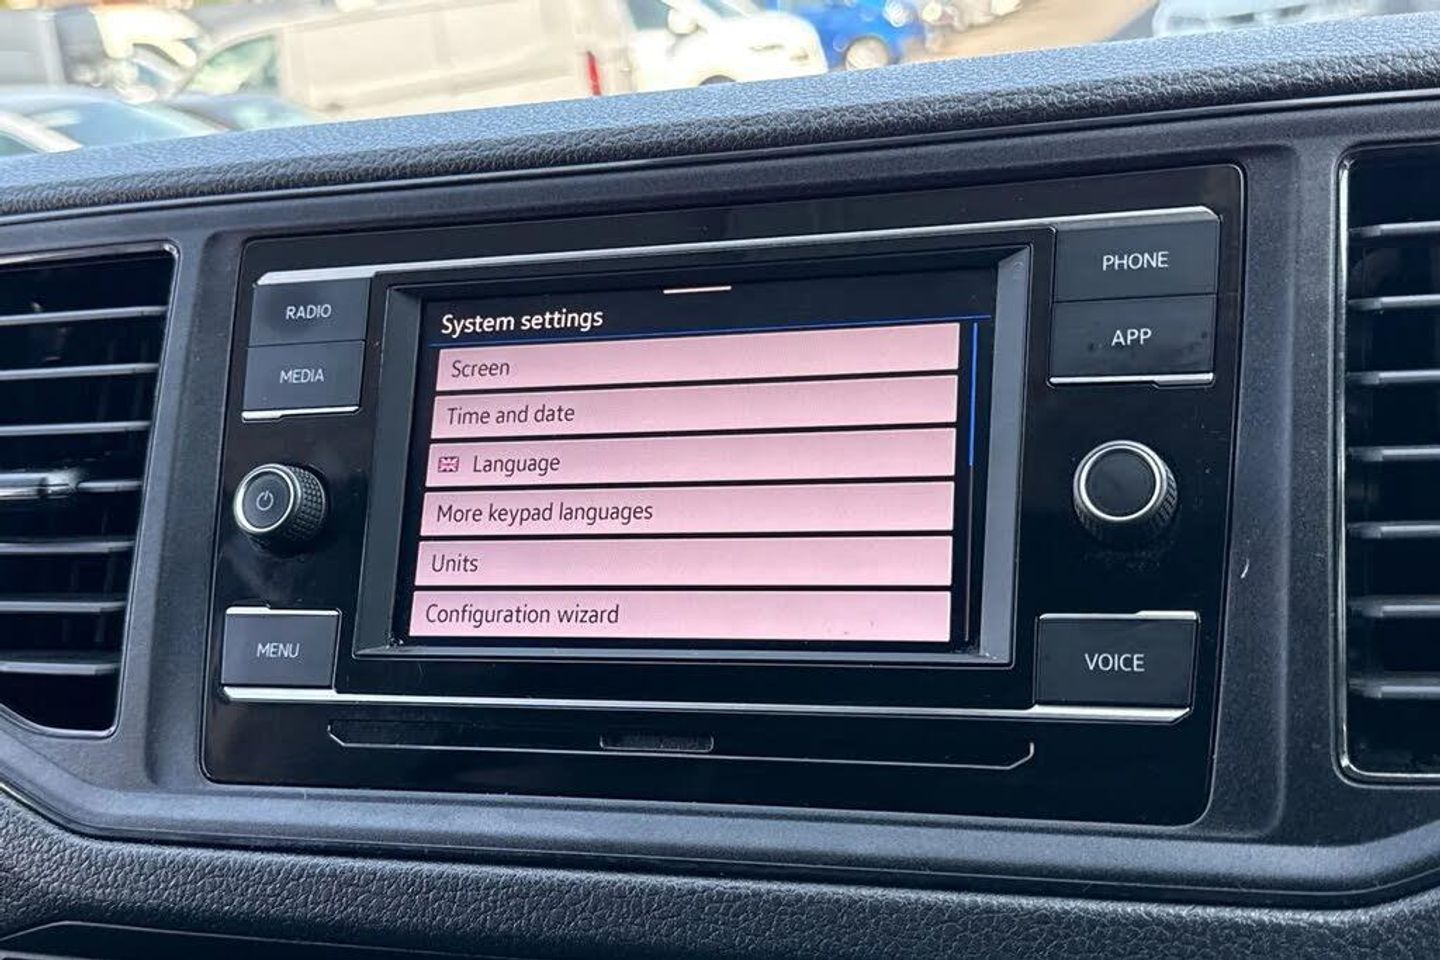 RADIO
MEDIA
MENU
System settings
Screen
Time and date
Language
More keypad languages
Units
Configuration wizard
PHONE
APP
VOICE